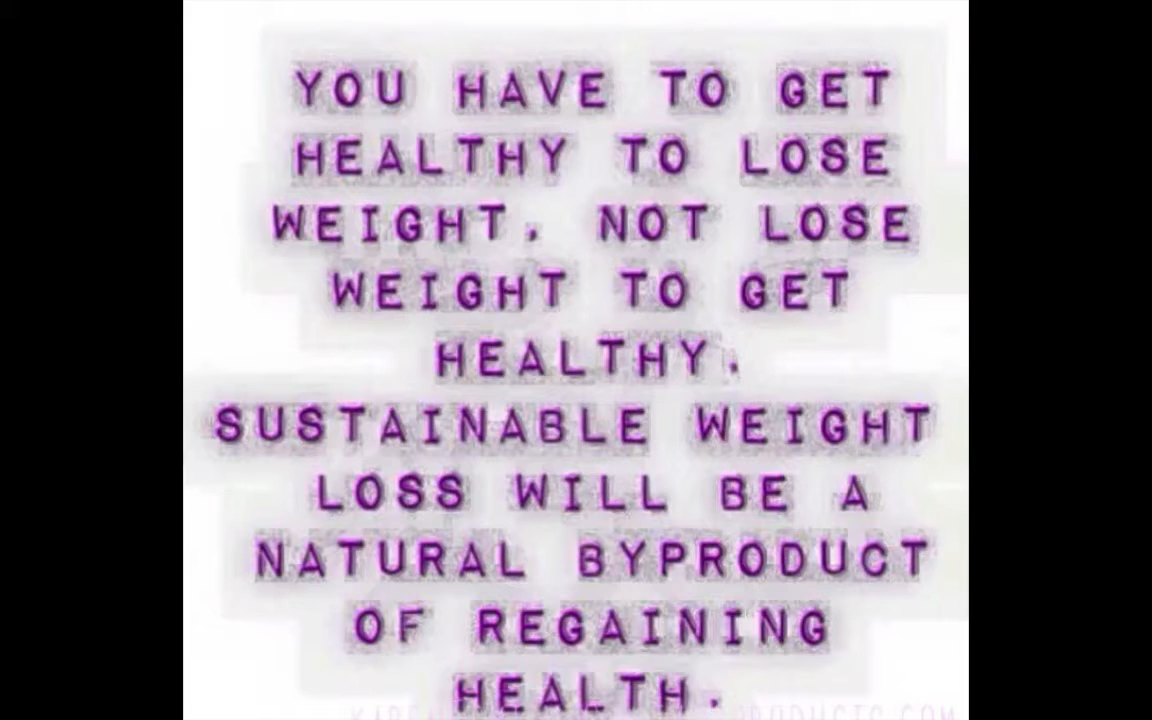 YOU HAVE TO GET
HEALTHY TO LOSE
WEIGHT. NOT LOSE
WEIGHT TO GET
HEALTHY.
SUSTAINABLE WEIGHT
LOSS WILL BE A
NATURAL BYPRODUCT
OF REGAINING
HEALTH.